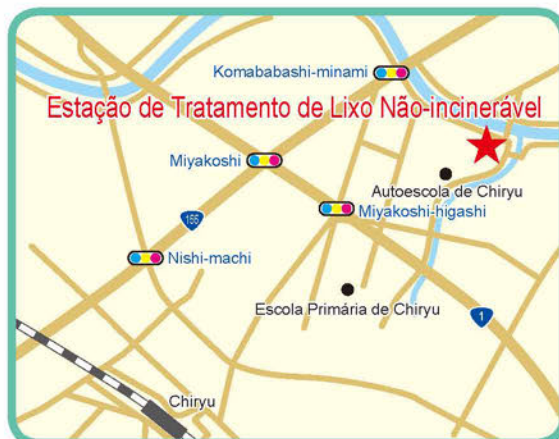 Komababashi-minami
Estação de Tratamento de Lixo Não-incinerável
Miyakoshi
Autoescola de Chiryu
Miyakoshi-higashi
155
Nishi-machi
Escola Primária de Chiryu
1
Chiryu